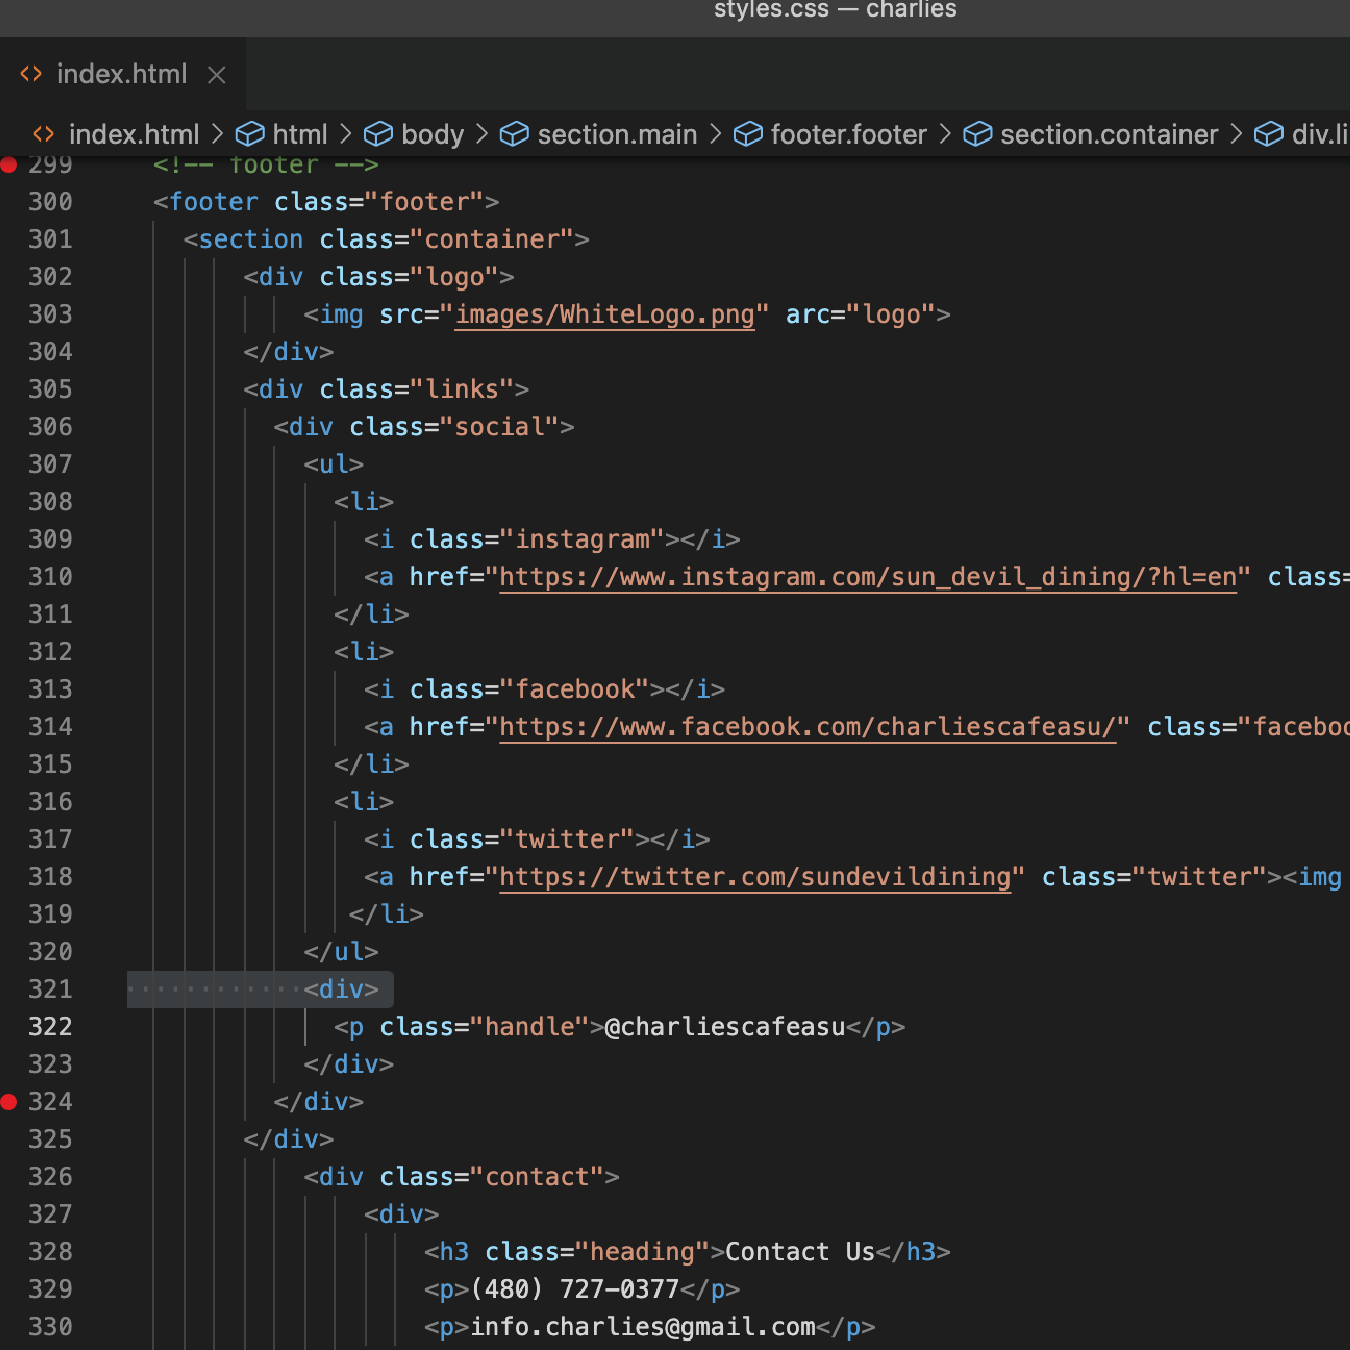 styles.css — charlies
index.html
index.html > html > body > section.main > footer.footer > section.container > div.li
299 <!-- footer -->
300 <footer class="footer">
301 <section class="container">
302 <div class="logo">
303 <img src="images/WhiteLogo.png" arc="logo">
304 </div>
305 <div class="links">
306 <div class="social">
307 <ul>
308 <li>
309 <i class="instagram"></i>
310 <a href="https://www.instagram.com/sun_devil_dining/?hl=en" class=
311 </li>
312 <li>
313 <i class="facebook"></i>
314 <a href="https://www.facebook.com/charliescafeasu/" class="faceboo
315 </li>
316 <li>
317 <i class="twitter"></i>
318 <a href="https://twitter.com/sundevildining" class="twitter"><img
319 </li>
320 </ul>
321 <div>
322 <p class="handle">@charliescafeasu</p>
323 </div>
324 </div>
325 </div>
326 <div class="contact">
327 <div>
328 <h3 class="heading">Contact Us</h3>
329 <p>(480) 727-0377</p>
330 <p>info.charlies@gmail.com</p>